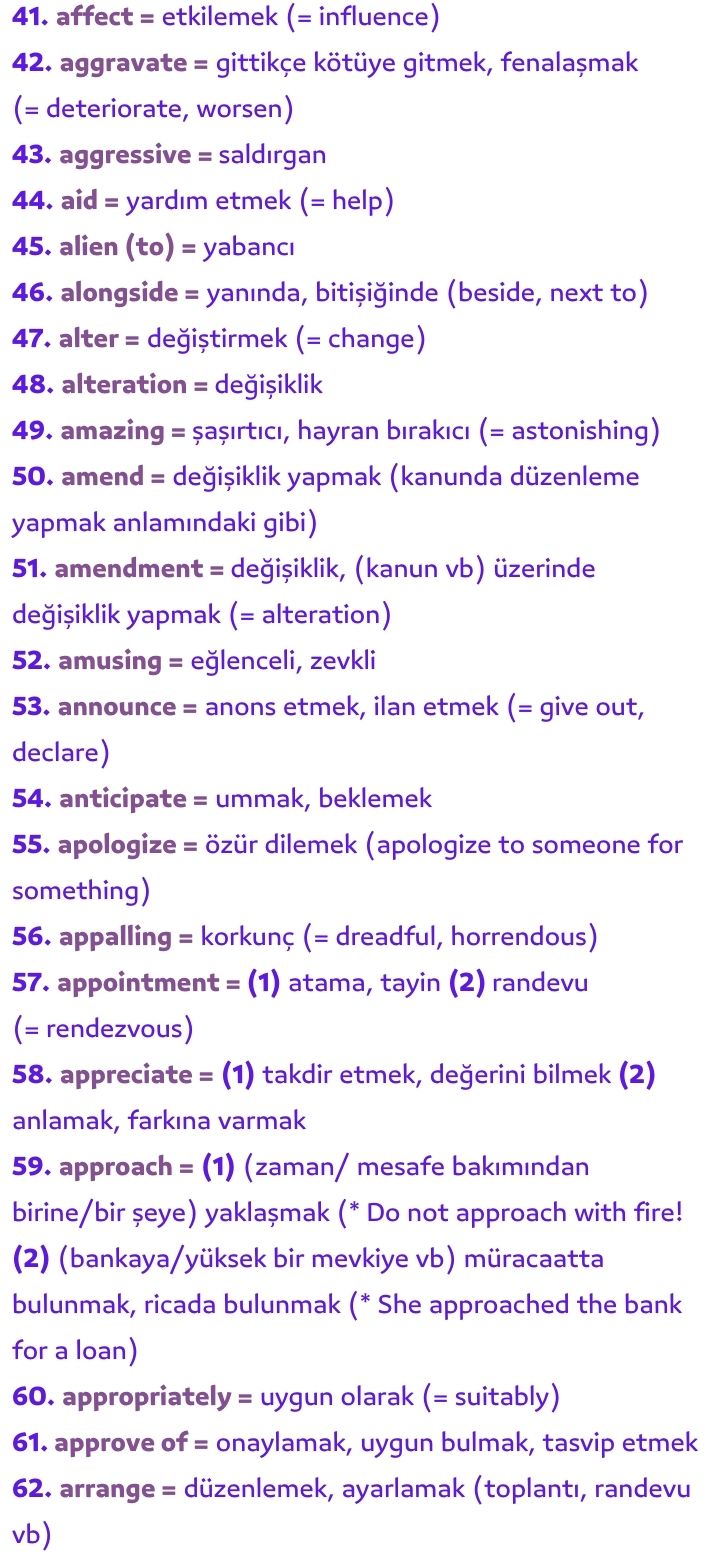 41. affect = etkilemek (= influence)
42. aggravate = gittikçe kötüye gitmek, fenalaşmak
(= deteriorate, worsen)
43. aggressive = saldırgan
44. aid = yardım etmek (= help)
45. alien (to) = yabancı
46. alongside = yanında, bitişiğinde (beside, next to)
47. alter = değiştirmek (= change)
48. alteration = değişiklik
49. amazing = şaşırtıcı, hayran bırakıcı (= astonishing)
50. amend = değişiklik yapmak (kanunda düzenleme
yapmak anlamındaki gibi)
51. amendment = değişiklik, (kanun vb) üzerinde
değişiklik yapmak (= alteration)
52. amusing = eğlenceli, zevkli
53. announce = anons etmek, ilan etmek (= give out,
declare)
54. anticipate = ummak, beklemek
55. apologize = özür dilemek (apologize to someone for
something)
56. appalling = korkunç (= dreadful, horrendous)
57. appointment = (1) atama, tayin (2) randevu
(= rendezvous)
58. appreciate = (1) takdir etmek, değerini bilmek (2)
anlamak, farkına varmak
59. approach = (1) (zaman/ mesafe bakımından
birine/bir şeye) yaklaşmak (* Do not approach with fire!
(2) (bankaya/yüksek bir mevkiye vb) müracaatta
bulunmak, ricada bulunmak (* She approached the bank
for a loan)
60. appropriately = uygun olarak (= suitably)
61. approve of = onaylamak, uygun bulmak, tasvip etmek
62. arrange = düzenlemek, ayarlamak (toplantı, randevu
vb)